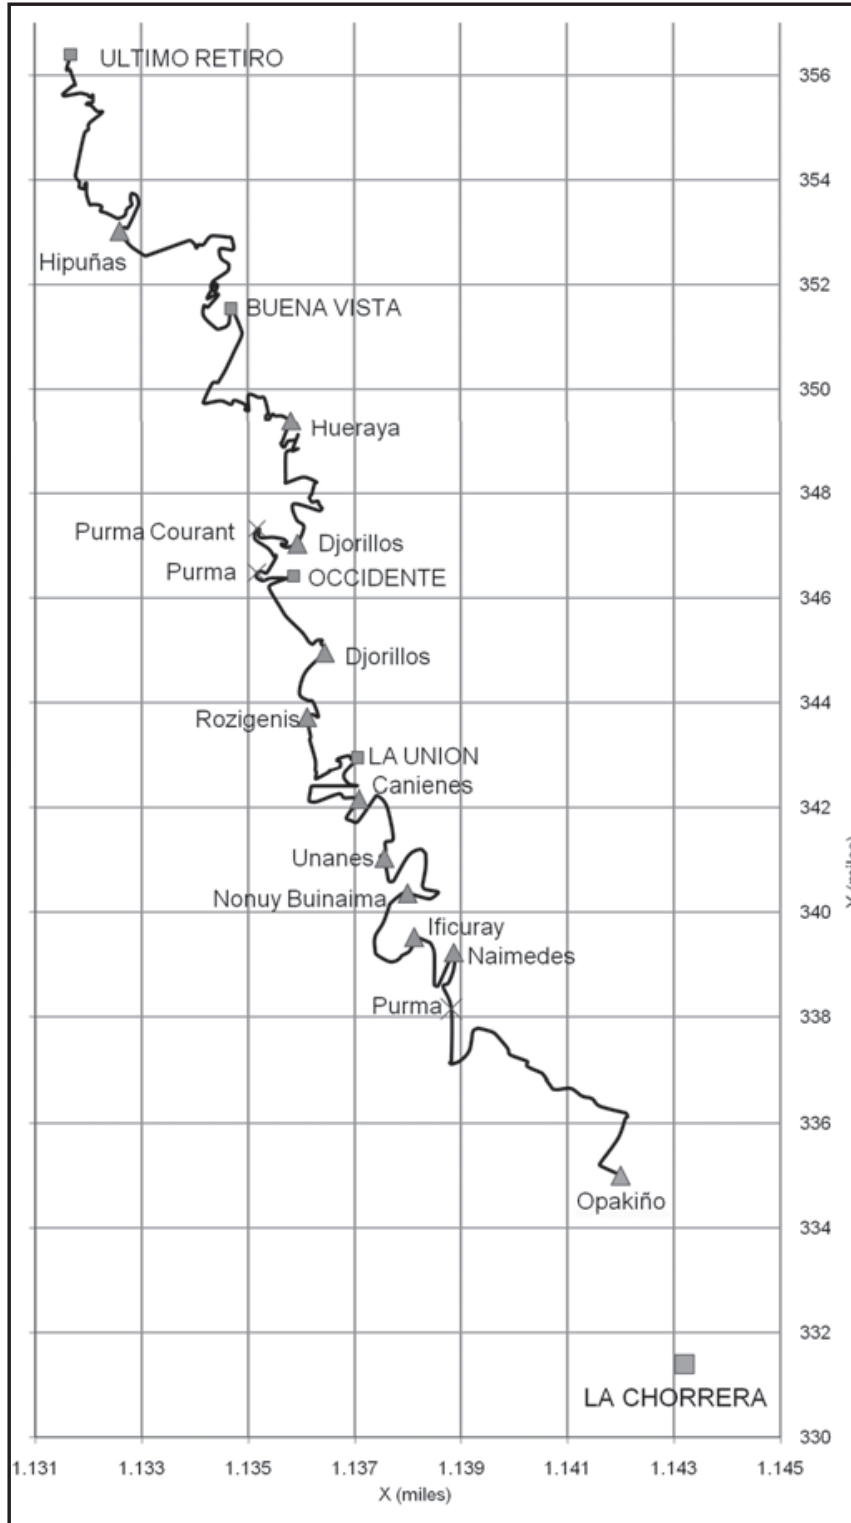 356
ULTIMO RETIRO
354
Hipuñas
352
BUENA VISTA
350
Hueraya
348
Purma Courant
Djorillos
Purma
OCCIDENTE
346
Djorillos
344
Rozigenis
LA UNION
Canienes
342
Unanes
Nonuy Buinaima
340
Ificuray
Naimedes
Purma
338
336
Opakiño
334
332
LA CHORRERA
330
1.131 1.133 1.135 1.137 1.139 1.141 1.143 1.145
X (miles)